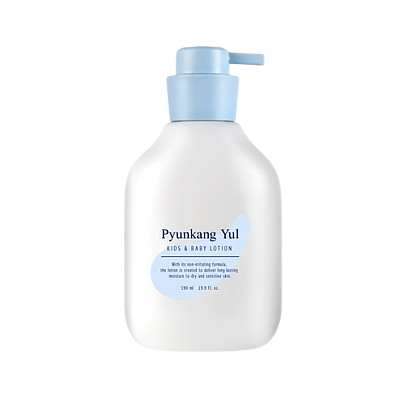 Pyunkang Yul
KIDS & BABY LOTION
With its non-irritating formula,
the lotion is created to deliver long-lasting
moisture to dry and sensitive skin.
590 ml 19.9 Fl. oz.